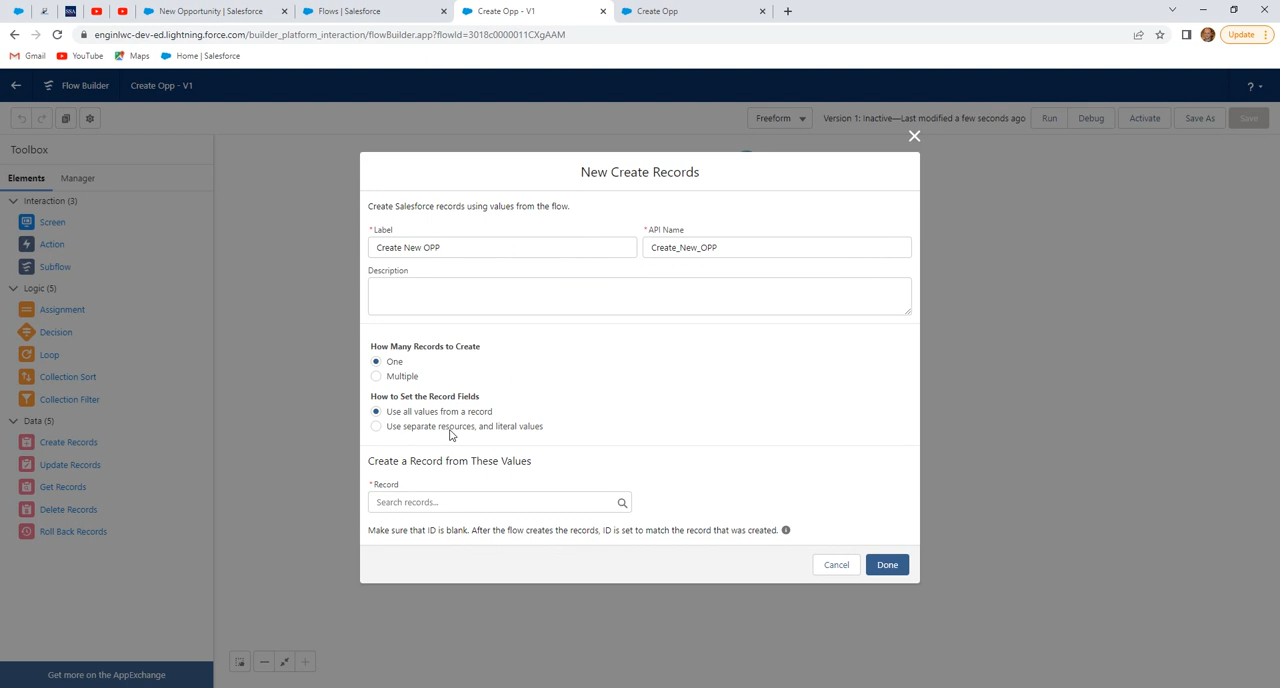 New Opportunity | Salesforce
Flows | Salesforce
Create Opp - V1
Create Opp
enginlwc-dev-ed.lightning.force.com/builder_platform_interaction/flowBuilder.app?flowId=3018c0000011CXgAAM
Update
Gmail
YouTube
Maps
Home | Salesforce
Flow Builder
Create Opp - V1
?
Freeform
Version 1: Inactive—Last modified a few seconds ago
Run
Debug
Activate
Save As
Save
Toolbox
Elements
Manager
Interaction (3)
Screen
Action
Subflow
Logic (5)
Assignment
Decision
Loop
Collection Sort
Collection Filter
Data (5)
Create Records
Update Records
Get Records
Delete Records
Roll Back Records
Get more on the AppExchange
New Create Records
Create Salesforce records using values from the flow.
* Label
Create New OPP
* API Name
Create_New_OPP
Description
How Many Records to Create
One
Multiple
How to Set the Record Fields
Use all values from a record
Use separate resources, and literal values
Create a Record from These Values
* Record
Search records...
Make sure that ID is blank. After the flow creates the records, ID is set to match the record that was created.
Cancel
Done